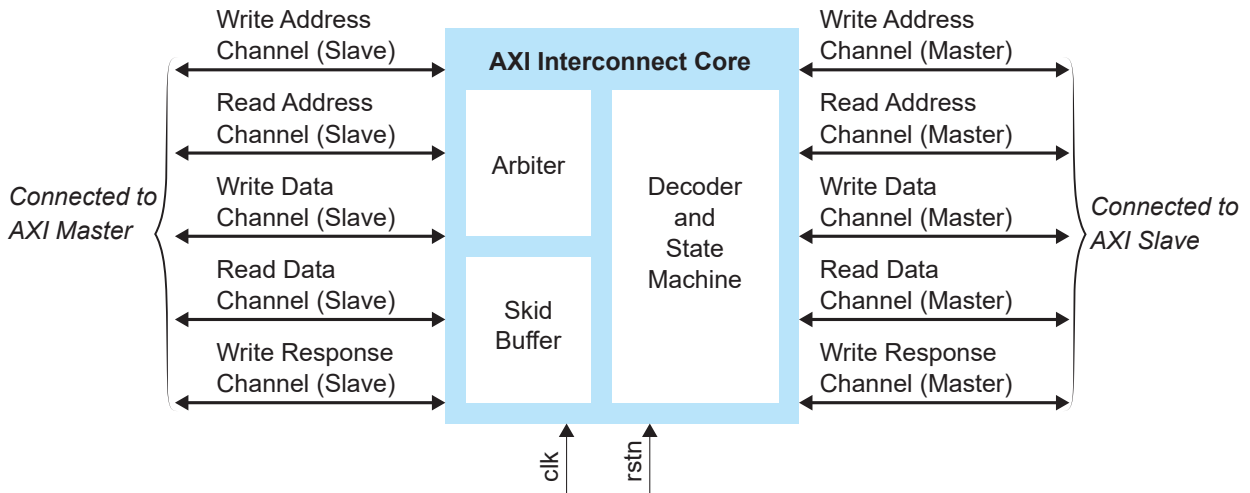 Write Address
Channel (Slave)
Read Address
Channel (Slave)
Write Data
Channel (Slave)
Read Data
Channel (Slave)
Write Response
Channel (Slave)
Connected to
AXI Master
AXI Interconnect Core
Arbiter
Skid
Buffer
Decoder
and
State
Machine
clk
rstn
Write Address
Channel (Master)
Read Address
Channel (Master)
Write Data
Channel (Master)
Read Data
Channel (Master)
Write Response
Channel (Master)
Connected to
AXI Slave